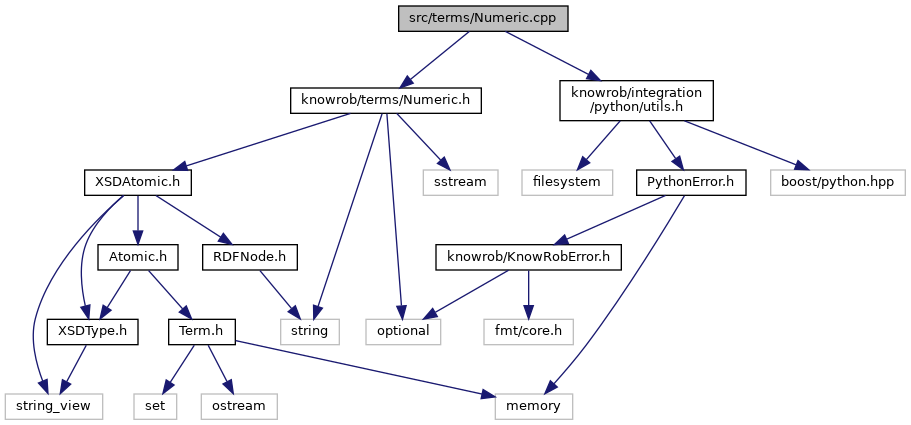 src/terms/Numeric.cpp
knowrob/terms/Numeric.h
knowrob/integration
/python/utils.h
XSDAtomic.h
sstream
filesystem
PythonError.h
boost/python.hpp
Atomic.h
RDFNode.h
knowrob/KnowRobError.h
XSDType.h
Term.h
string
optional
fmt/core.h
string_view
set
ostream
memory